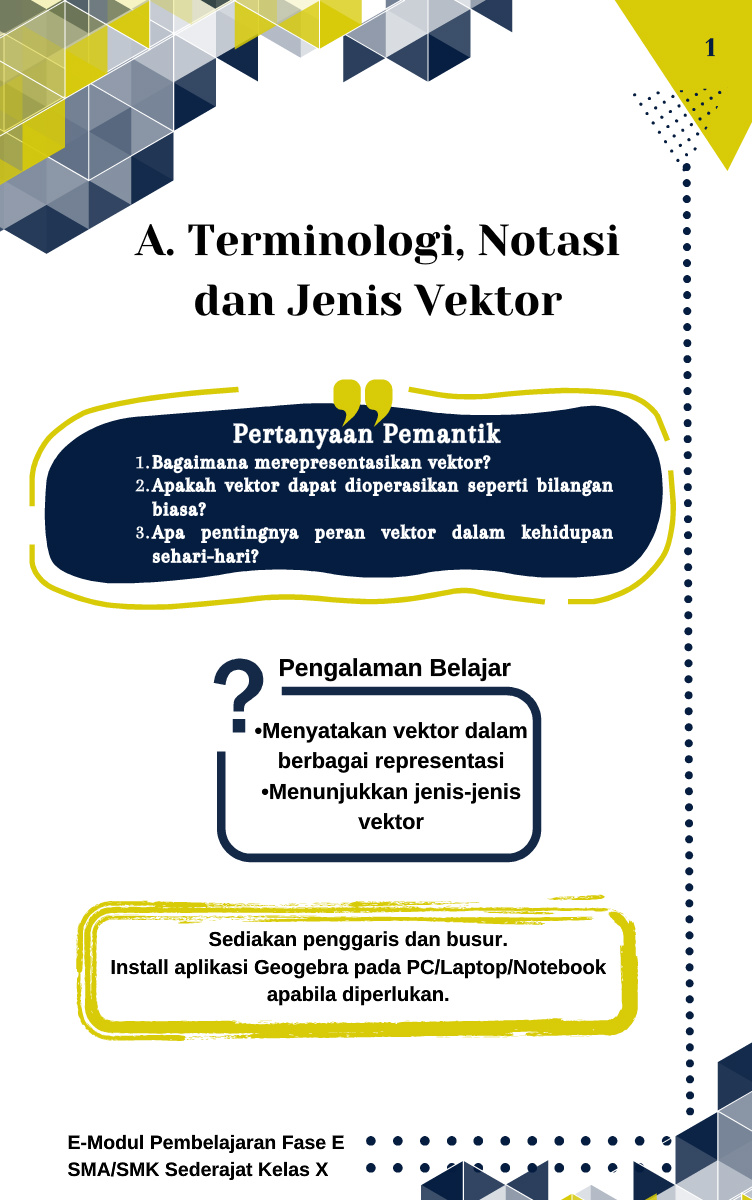 1
A. Terminologi, Notasi
dan Jenis Vektor
Pertanyaan Pemantik
1. Bagaimana merepresentasikan vektor?
2. Apakah vektor dapat dioperasikan seperti bilangan
biasa?
3. Apa pentingnya peran vektor dalam kehidupan
sehari-hari?
? Pengalaman Belajar
•Menyatakan vektor dalam
berbagai representasi
•Menunjukkan jenis-jenis
vektor
Sediakan penggaris dan busur.
Install aplikasi Geogebra pada PC/Laptop/Notebook
apabila diperlukan.
E-Modul Pembelajaran Fase E
SMA/SMK Sederajat Kelas X